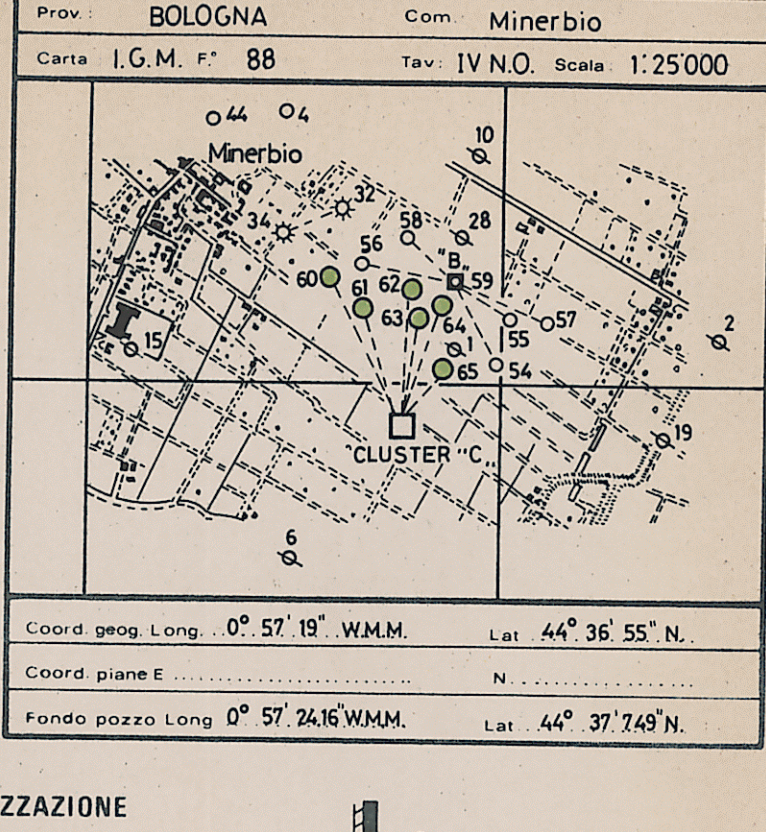 Prov.: BOLOGNA Com. Minerbio
Carta I.G.M. F.° 88 Tav: IV N.O. Scala 1:25'000
44 4
10
Minerbio
32
34 58 28
56 "B"
60 62 59
61
63 64 55 57
15 1 2
65 54
19
CLUSTER "C"
6
Coord. geog. Long... 0° 57' 19" W.M.M. Lat 44° 36' 55" N.
Coord. piane E ........................... N....................
Fondo pozzo Long 0° 57' 24.16" W.M.M. Lat 44° 37' 7.49" N.
ZZAZIONE